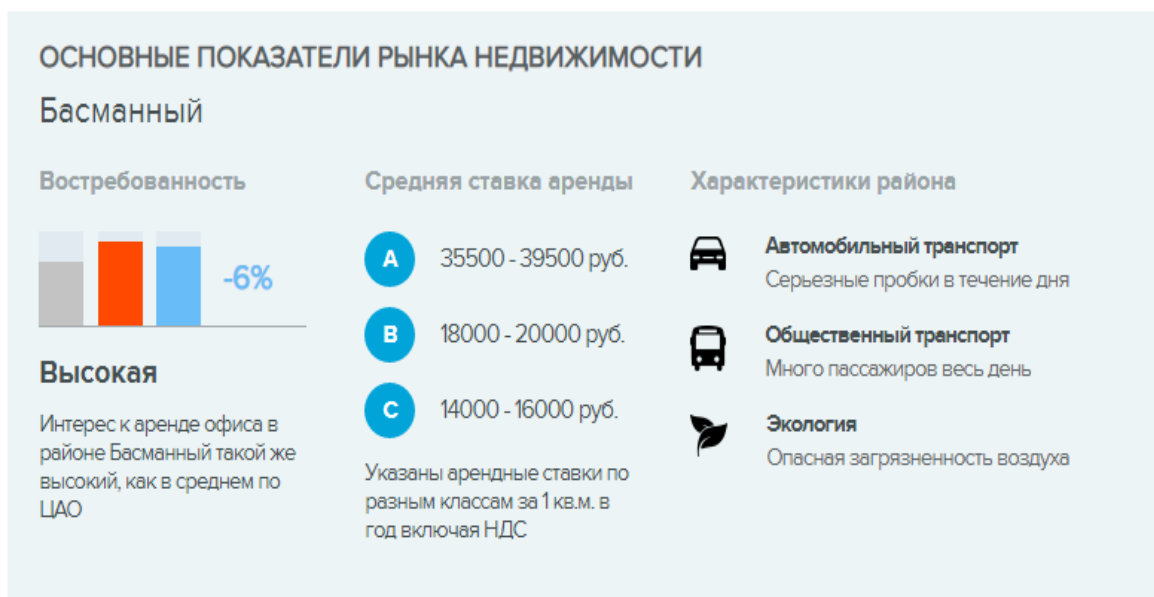 ОСНОВНЫЕ ПОКАЗАТЕЛИ РЫНКА НЕДВИЖИМОСТИ
Басманный
Востребованность
-6%
Высокая
Интерес к аренде офиса в
районе Басманный такой же
высокий, как в среднем по
ЦАО
Средняя ставка аренды
A 35500 - 39500 руб.
B 18000 - 20000 руб.
C 14000 - 16000 руб.
Указаны арендные ставки по
разным классам за 1 кв.м. в
год включая НДС
Характеристики района
Автомобильный транспорт
Серьезные пробки в течение дня
Общественный транспорт
Много пассажиров весь день
Экология
Опасная загрязненность воздуха